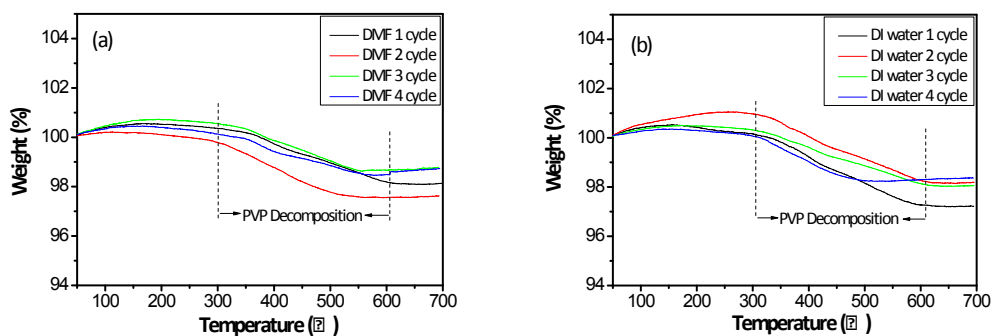 (a)
DMF 1 cycle
DMF 2 cycle
DMF 3 cycle
DMF 4 cycle
104
102
100
98
96
94
Weight (%)
PVP Decomposition
100 200 300 400 500 600 700
Temperature (⍰ )
(b)
DI water 1 cycle
DI water 2 cycle
DI water 3 cycle
DI water 4 cycle
104
102
100
98
96
94
Weight (%)
PVP Decomposition
100 200 300 400 500 600 700
Temperature (⍰ )